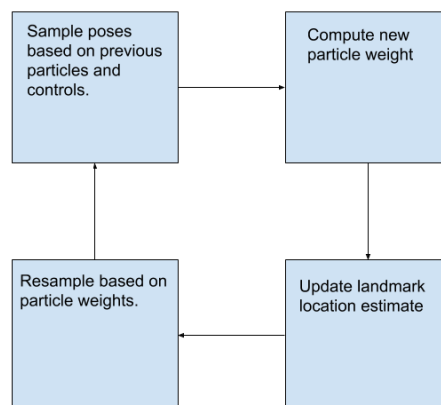 Sample poses
based on previous
particles and
controls.
Compute new
particle weight
Resample based on
particle weights.
Update landmark
location estimate